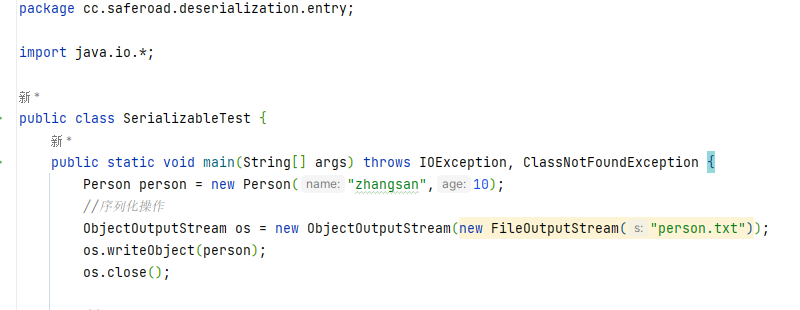 package cc.saferoad.deserialization.entry;
import java.io.*;
新 *
public class SerializableTest {
新 *
public static void main(String[] args) throws IOException, ClassNotFoundException {
Person person = new Person( name: "zhangsan", age: 10);
//序列化操作
ObjectOutputStream os = new ObjectOutputStream(new FileOutputStream( s: "person.txt"));
os.writeObject(person);
os.close();